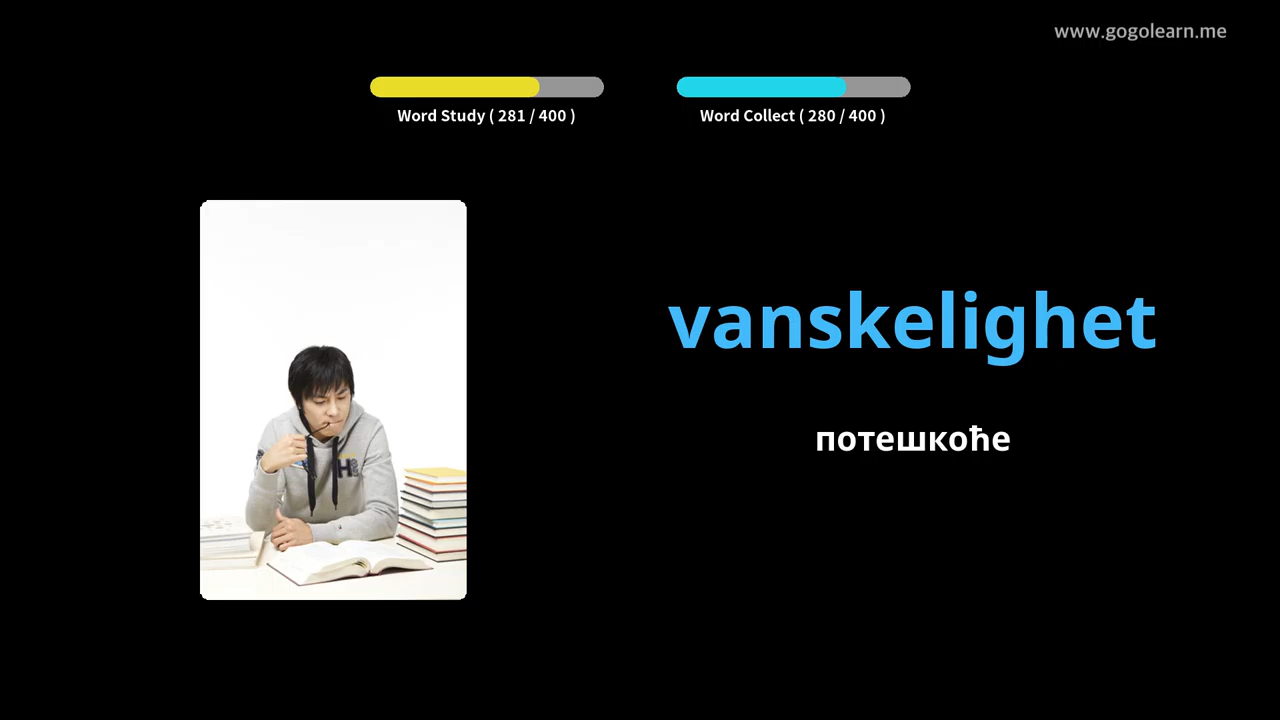 www.gogolearn.me
Word Study ( 281 / 400 )
Word Collect ( 280 / 400 )
H
vanskelighet
потешкоће